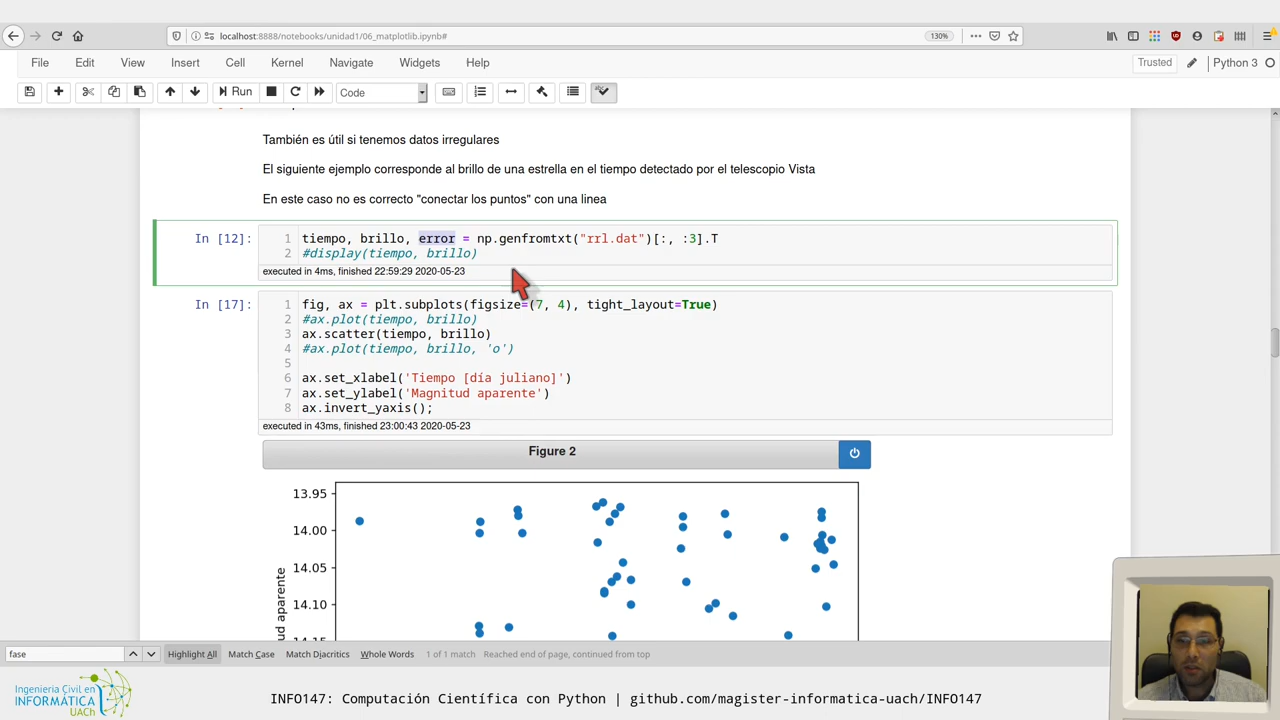 localhost:8888/notebooks/unidad1/06_matplotlib.ipynb#
130%
File Edit View Insert Cell Kernel Navigate Widgets Help
Trusted
Python 3
Run
Code
También es útil si tenemos datos irregulares
El siguiente ejemplo corresponde al brillo de una estrella en el tiempo detectado por el telescopio Vista
En este caso no es correcto "conectar los puntos" con una linea
In [12]: 1 tiempo, brillo, error = np.genfromtxt("rrl.dat")[:, :3].T
2 #display(tiempo, brillo)
executed in 4ms, finished 22:59:29 2020-05-23
In [17]: 1 fig, ax = plt.subplots(figsize=(7, 4), tight_layout=True)
2 #ax.plot(tiempo, brillo)
3 ax.scatter(tiempo, brillo)
4 #ax.plot(tiempo, brillo, 'o')
5
6 ax.set_xlabel('Tiempo [día juliano]')
7 ax.set_ylabel('Magnitud aparente')
8 ax.invert_yaxis();
executed in 43ms, finished 23:00:43 2020-05-23
Figure 2
13.95
14.00
14.05
14.10
14.15
ud aparente
fase
Highlight All Match Case Match Diacritics Whole Words 1 of 1 match Reached end of page, continued from top
Ingeniería Civil en
INFORMÁTICA
UACh
INFO147: Computación Científica con Python | github.com/magister-informatica-uach/INFO147